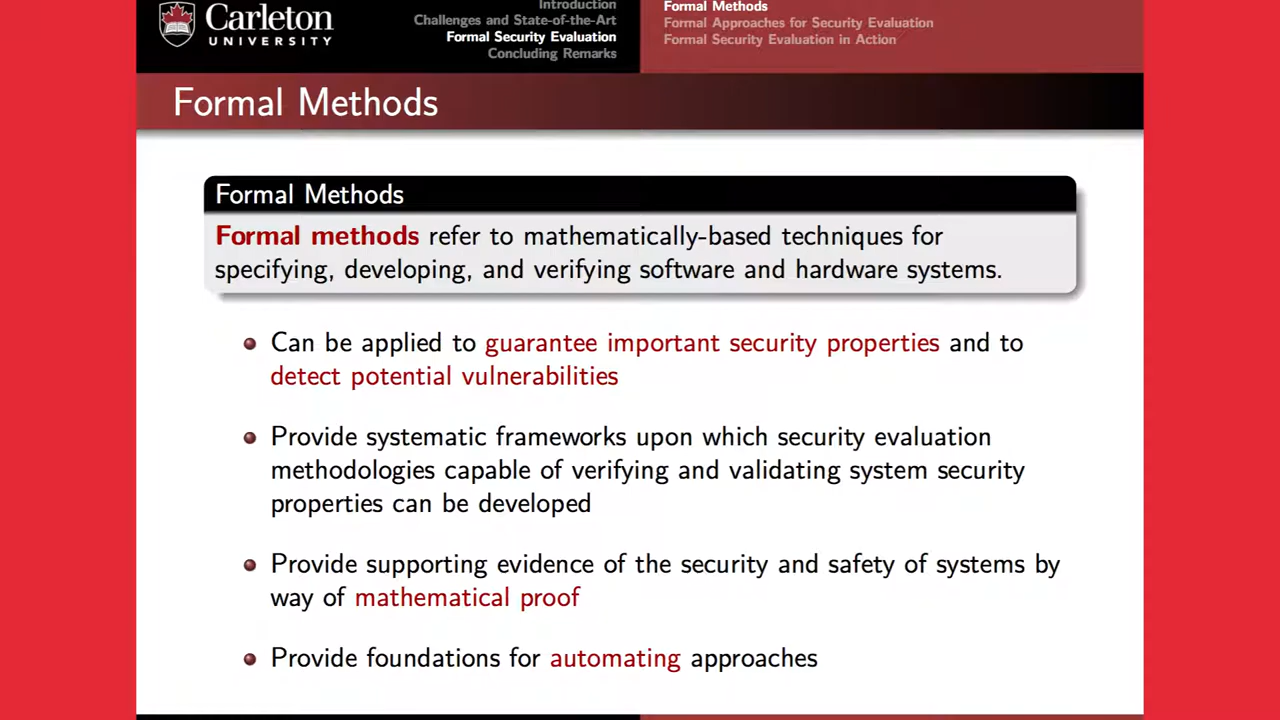 Carleton
UNIVERSITY
Introduction
Challenges and State-of-the-Art
Formal Security Evaluation
Concluding Remarks
Formal Methods
Formal Approaches for Security Evaluation
Formal Security Evaluation in Action
Formal Methods
Formal Methods
Formal methods refer to mathematically-based techniques for
specifying, developing, and verifying software and hardware systems.
Can be applied to guarantee important security properties and to
detect potential vulnerabilities
Provide systematic frameworks upon which security evaluation
methodologies capable of verifying and validating system security
properties can be developed
Provide supporting evidence of the security and safety of systems by
way of mathematical proof
Provide foundations for automating approaches